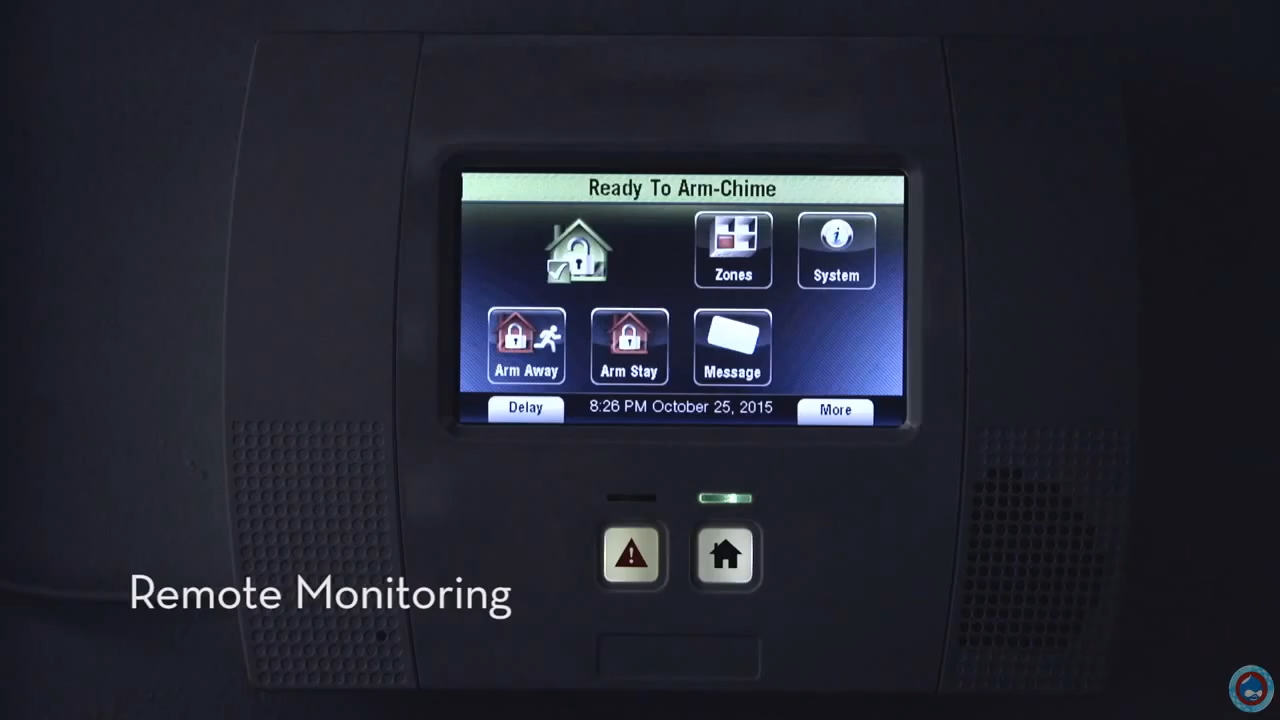 Ready To Arm-Chime
Zones
System
Arm Away
Arm Stay
Message
Delay
8:26 PM October 25, 2015
More
Remote Monitoring